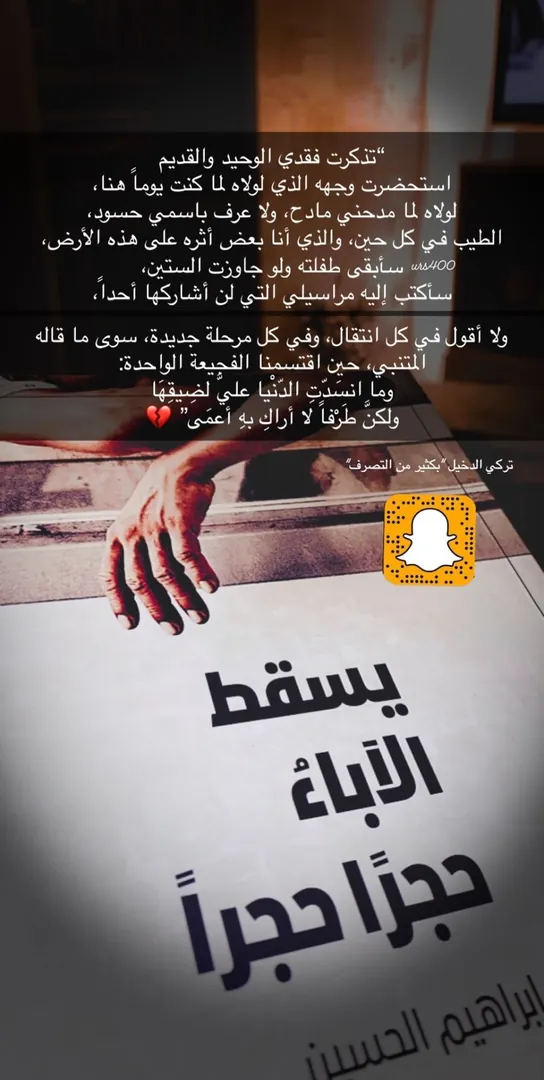 “تذكرت فقدي الوحيد والقديم
استحضرت وجهه الذي لولاه لما كنت يوماً هنا،
لولاه لما مدحني مادح، ولا عرف باسمي حسود،
الطيب في كل حين، والذي أنا بعض أثره على هذه الأرض،
سأبقى طفلته ولو جاوزت الستين، wrs400
سأكتب إليه مراسيلي التي لن أشاركها أحداً،
ولا أقول في كل انتقال، وفي كل مرحلة جديدة، سوى ما قاله
المتنبي، حين اقتسمنا الفجيعة الواحدة:
وما انسَدّتِ الدّنْيا عليّ لضِيقِهَا
ولكنَّ طَرْفاً لا أراكِ بهِ أعمَى” 💔
تركي الدخيل “بكثير من التصرف“
يسقط
الآباءُ
حجرًا حجراً
إبراهيم الحسين